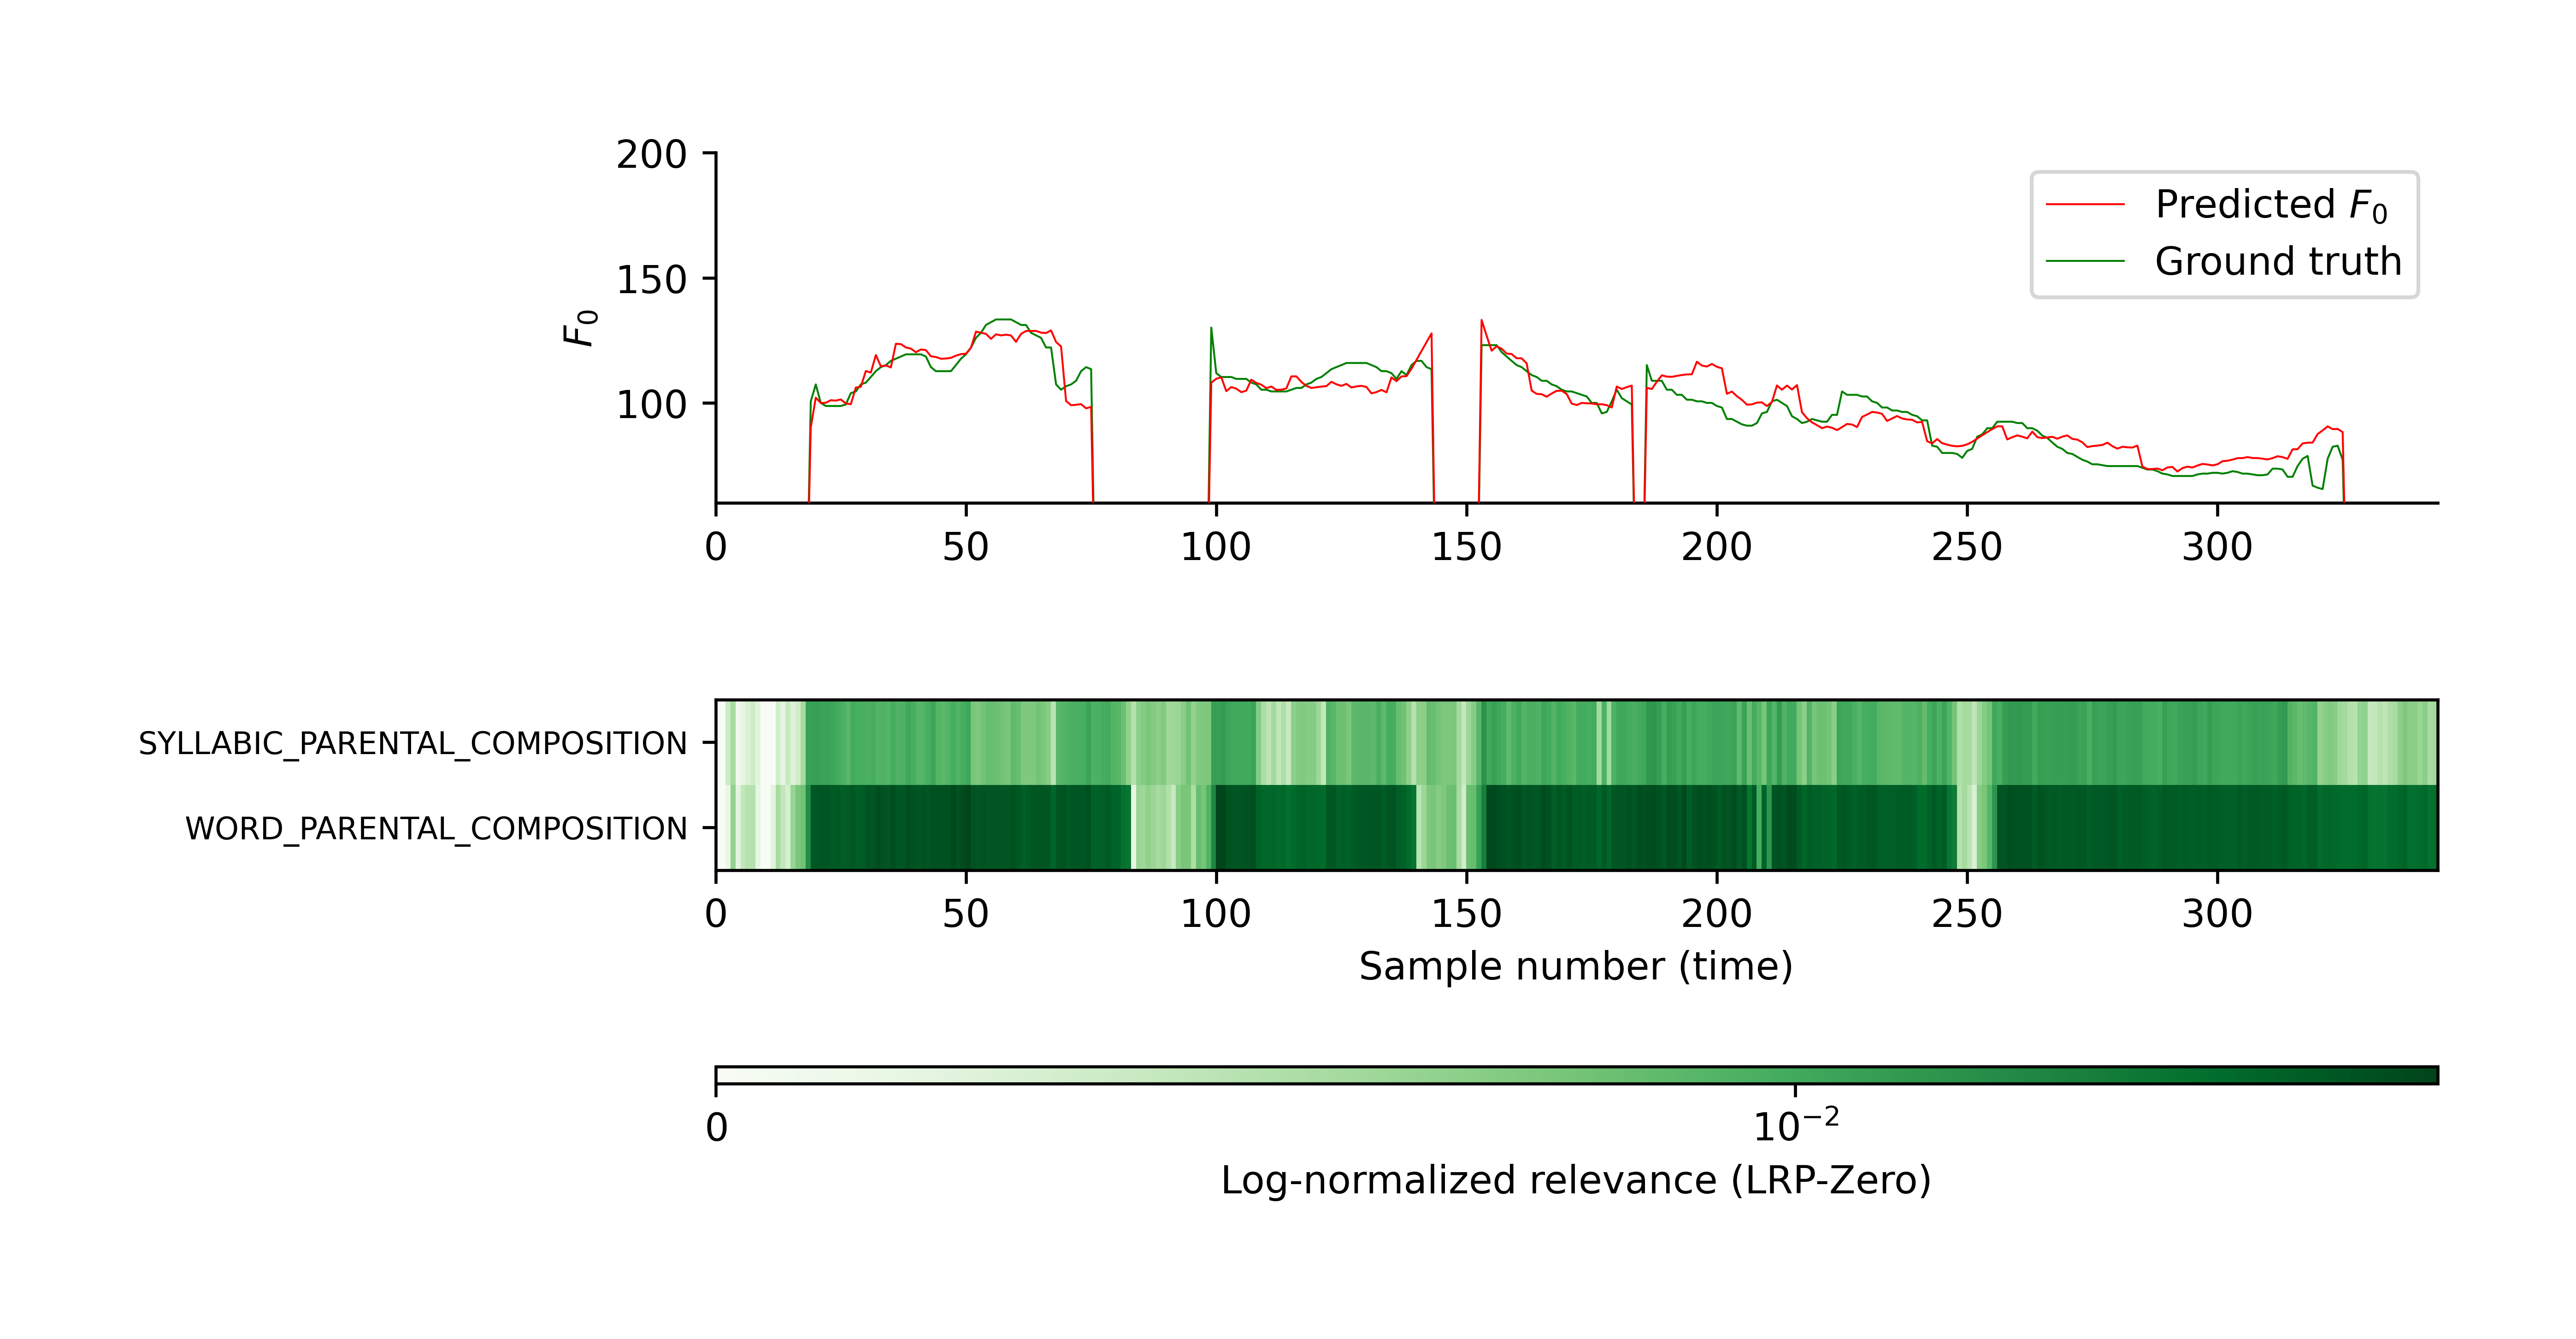 200
150
100
F0
Predicted F0
Ground truth
0 50 100 150 200 250 300
SYLLABIC_PARENTAL_COMPOSITION
WORD_PARENTAL_COMPOSITION
0 50 100 150 200 250 300
Sample number (time)
0 10−2
Log-normalized relevance (LRP-Zero)